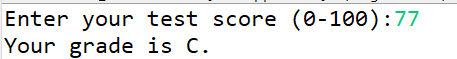 Enter your test score (0-100):77
Your grade is C.